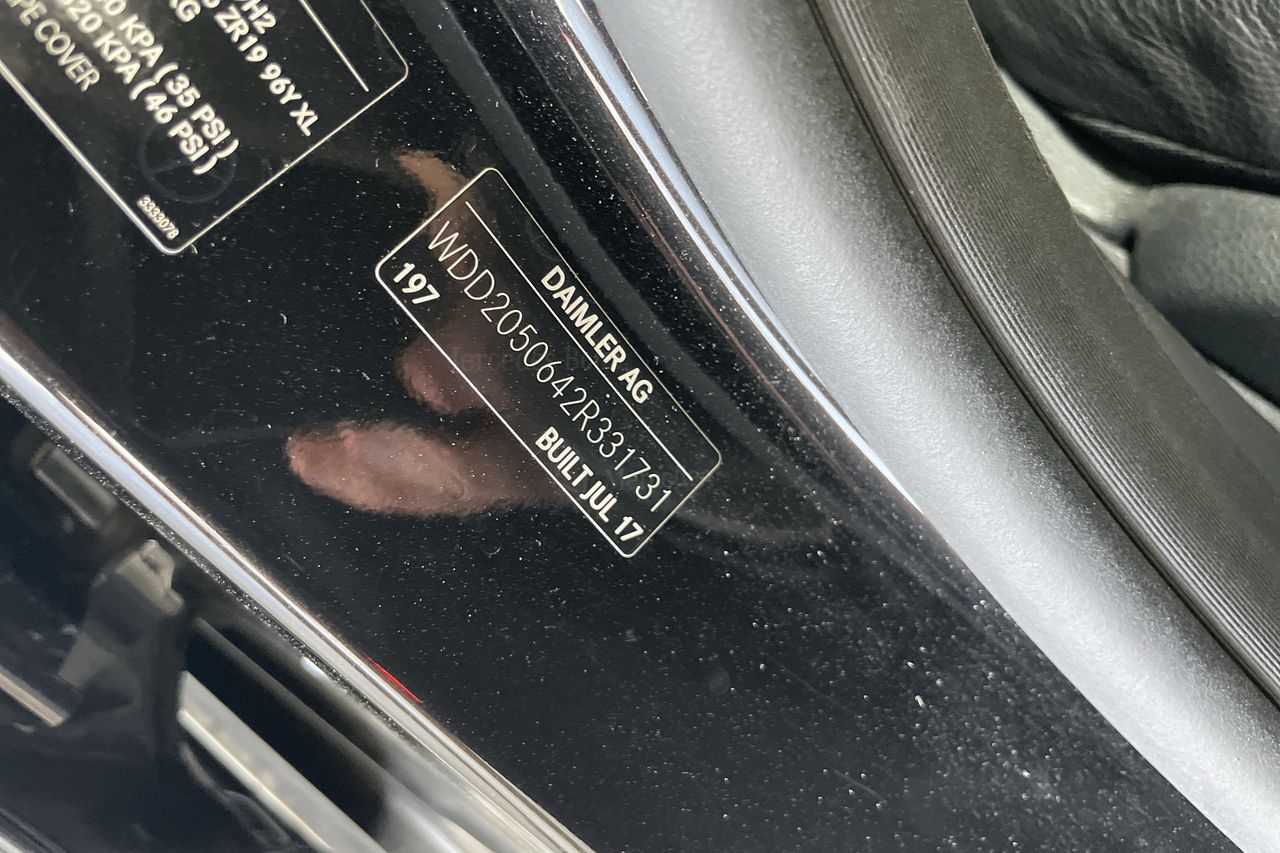 ZR19 96Y XL
KPA ( 35 PSI )
320 KPA ( 46 PSI )
COVER
3333078
DAIMLER AG
WDD2050642R331731
197
BUILT JUL 17